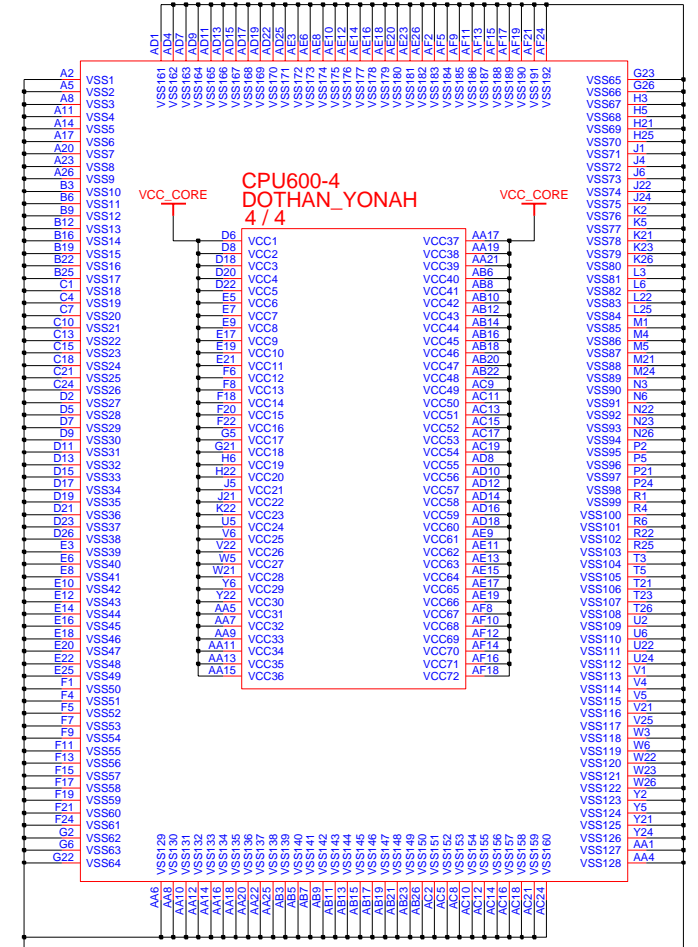 AD1 AD4 AD7 AD9 AD11 AD13 AD15 AD17 AD19 AD22 AD25 AE3 AE6 AE8 AE10 AE12 AE14 AE16 AE18 AE20 AE23 AE26 AF2 AF5 AF9 AF11 AF13 AF15 AF17 AF19 AF21 AF24
VSS161 VSS162 VSS163 VSS164 VSS165 VSS166 VSS167 VSS168 VSS169 VSS170 VSS171 VSS172 VSS173 VSS174 VSS175 VSS176 VSS177 VSS178 VSS179 VSS180 VSS181 VSS182 VSS183 VSS184 VSS185 VSS186 VSS187 VSS188 VSS189 VSS190 VSS191 VSS192
A2 VSS1
A5 VSS2
A8 VSS3
A11 VSS4
A14 VSS5
A17 VSS6
A20 VSS7
A23 VSS8
A26 VSS9
B3 VSS10
B6 VSS11
B9 VSS12
B12 VSS13
B16 VSS14
B19 VSS15
B22 VSS16
B25 VSS17
C1 VSS18
C4 VSS19
C7 VSS20
C10 VSS21
C13 VSS22
C15 VSS23
C18 VSS24
C21 VSS25
C24 VSS26
D2 VSS27
D5 VSS28
D7 VSS29
D9 VSS30
D11 VSS31
D13 VSS32
D15 VSS33
D17 VSS34
D19 VSS35
D21 VSS36
D23 VSS37
D26 VSS38
E3 VSS39
E6 VSS40
E8 VSS41
E10 VSS42
E12 VSS43
E14 VSS44
E16 VSS45
E18 VSS46
E20 VSS47
E22 VSS48
E25 VSS49
F1 VSS50
F4 VSS51
F5 VSS52
F7 VSS53
F9 VSS54
F11 VSS55
F13 VSS56
F15 VSS57
F17 VSS58
F19 VSS59
F21 VSS60
F24 VSS61
G2 VSS62
G6 VSS63
G22 VSS64
VCC_CORE
CPU600-4
DOTHAN_YONAH
4 / 4
VCC_CORE
D6 VCC1 VCC37 AA17
D8 VCC2 VCC38 AA19
D18 VCC3 VCC39 AA21
D20 VCC4 VCC40 AB6
D22 VCC5 VCC41 AB8
E5 VCC6 VCC42 AB10
E7 VCC7 VCC43 AB12
E9 VCC8 VCC44 AB14
E17 VCC9 VCC45 AB16
E19 VCC10 VCC46 AB18
E21 VCC11 VCC47 AB20
F6 VCC12 VCC48 AB22
F8 VCC13 VCC49 AC9
F18 VCC14 VCC50 AC11
F20 VCC15 VCC51 AC13
F22 VCC16 VCC52 AC15
G5 VCC17 VCC53 AC17
G21 VCC18 VCC54 AC19
H6 VCC19 VCC55 AD8
H22 VCC20 VCC56 AD10
J5 VCC21 VCC57 AD12
J21 VCC22 VCC58 AD14
K22 VCC23 VCC59 AD16
U5 VCC24 VCC60 AD18
V6 VCC25 VCC61 AE9
V22 VCC26 VCC62 AE11
W5 VCC27 VCC63 AE13
W21 VCC28 VCC64 AE15
Y6 VCC29 VCC65 AE17
Y22 VCC30 VCC66 AE19
AA5 VCC31 VCC67 AF8
AA7 VCC32 VCC68 AF10
AA9 VCC33 VCC69 AF12
AA11 VCC34 VCC70 AF14
AA13 VCC35 VCC71 AF16
AA15 VCC36 VCC72 AF18
VSS65 G23
VSS66 G26
VSS67 H3
VSS68 H5
VSS69 H21
VSS70 H25
VSS71 J1
VSS72 J4
VSS73 J6
VSS74 J22
VSS75 J24
VSS76 K2
VSS77 K5
VSS78 K21
VSS79 K23
VSS80 K26
VSS81 L3
VSS82 L6
VSS83 L22
VSS84 L25
VSS85 M1
VSS86 M4
VSS87 M5
VSS88 M21
VSS89 M24
VSS90 N3
VSS91 N6
VSS92 N22
VSS93 N23
VSS94 N26
VSS95 P2
VSS96 P5
VSS97 P21
VSS98 P24
VSS99 R1
VSS100 R4
VSS101 R6
VSS102 R22
VSS103 R25
VSS104 T3
VSS105 T5
VSS106 T21
VSS107 T23
VSS108 T26
VSS109 U2
VSS110 U6
VSS111 U22
VSS112 U24
VSS113 V1
VSS114 V4
VSS115 V5
VSS116 V21
VSS117 V25
VSS118 W3
VSS119 W6
VSS120 W22
VSS121 W23
VSS122 W26
VSS123 Y2
VSS124 Y5
VSS125 Y21
VSS126 Y24
VSS127 AA1
VSS128 AA4
VSS129 VSS130 VSS131 VSS132 VSS133 VSS134 VSS135 VSS136 VSS137 VSS138 VSS139 VSS140 VSS141 VSS142 VSS143 VSS144 VSS145 VSS146 VSS147 VSS148 VSS149 VSS150 VSS151 VSS152 VSS153 VSS154 VSS155 VSS156 VSS157 VSS158 VSS159 VSS160
AA6 AA8 AA10 AA12 AA14 AA16 AA18 AA20 AA22 AA25 AB3 AB5 AB7 AB9 AB11 AB13 AB15 AB17 AB19 AB21 AB23 AB26 AC2 AC5 AC8 AC10 AC12 AC14 AC16 AC18 AC21 AC24